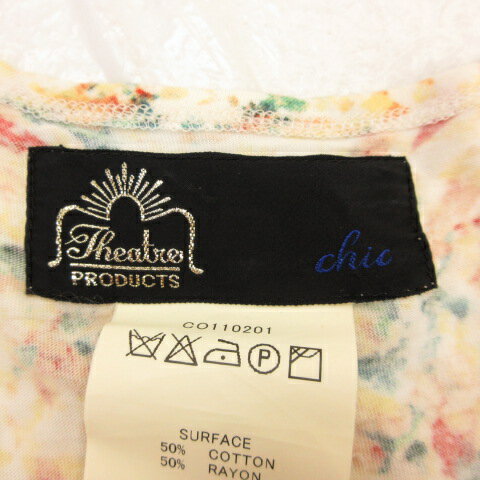 Theatre
PRODUCTS
chic
CO110201
P
SURFACE
50% COTTON
50% RAYON